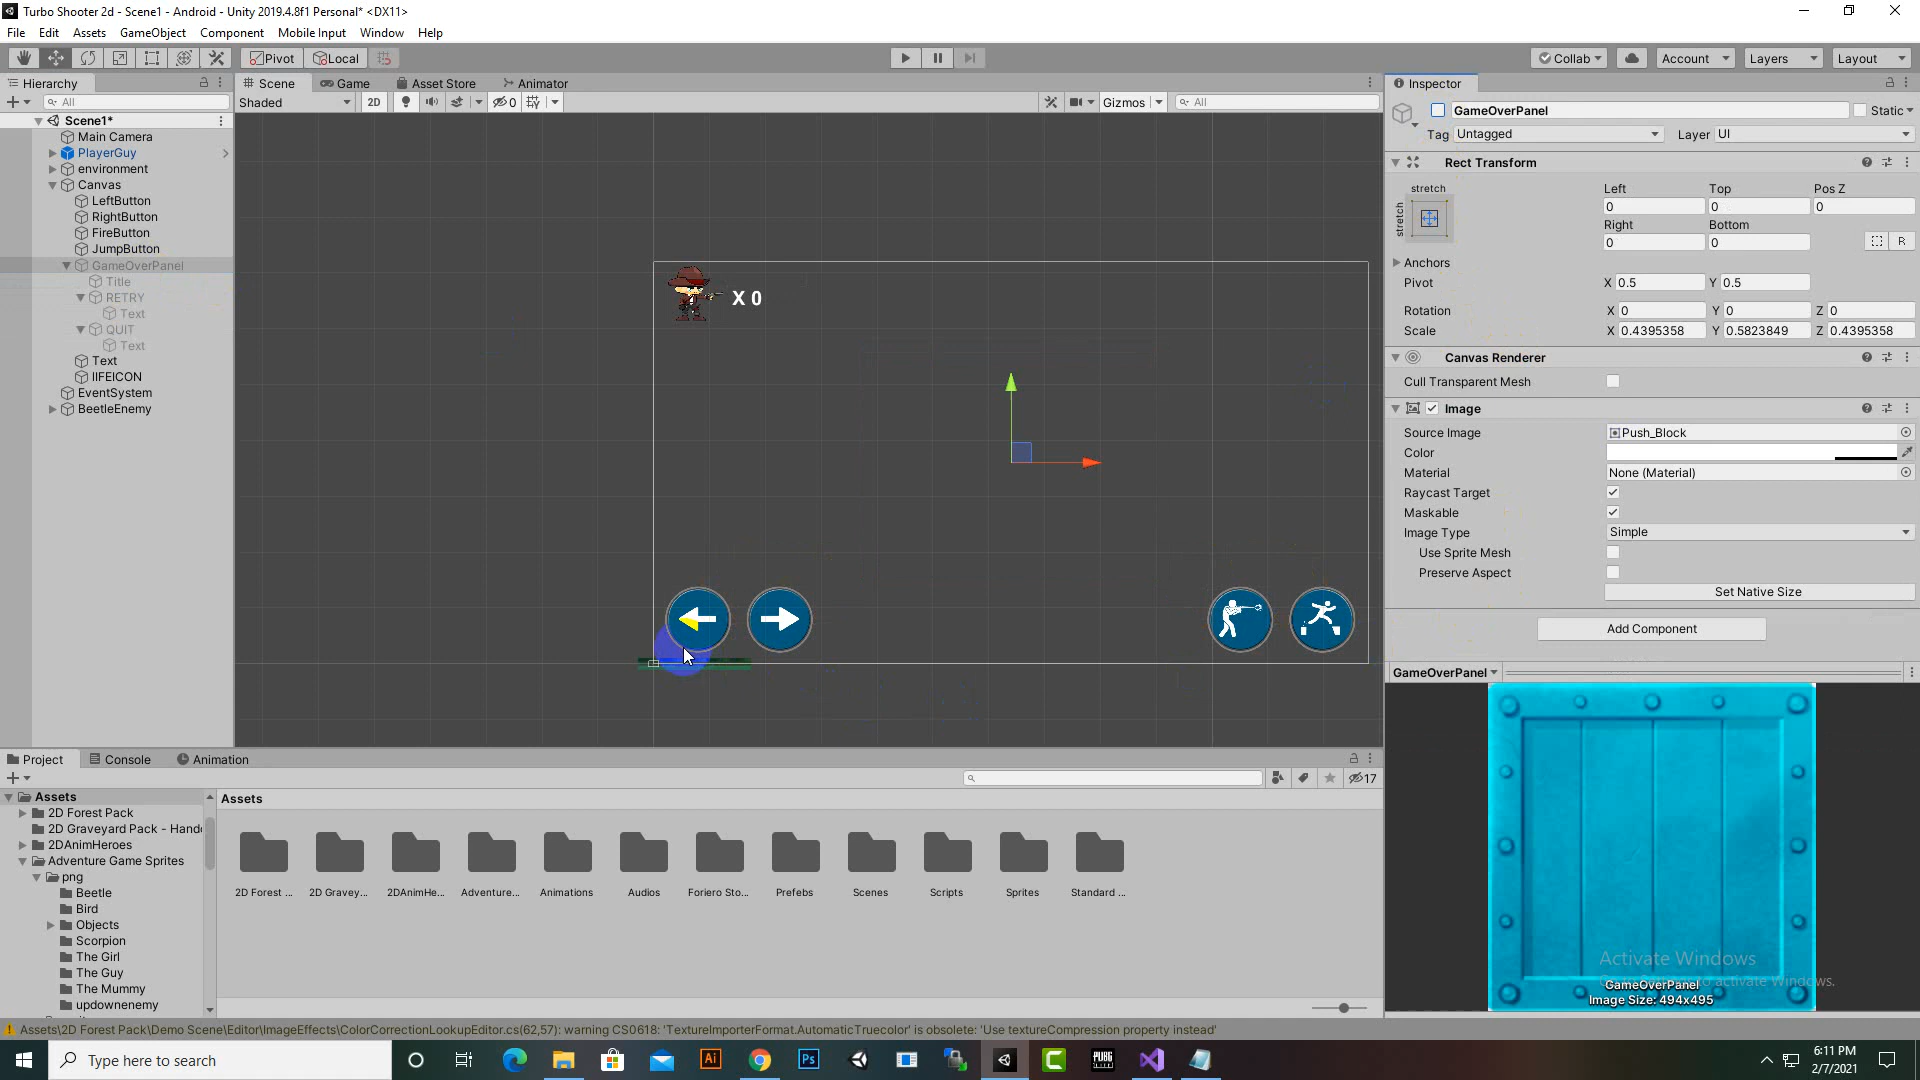 Turbo Shooter 2d - Scene1 - Android - Unity 2019.4.8f1 Personal* <DX11>
File Edit Assets GameObject Component Mobile Input Window Help
Pivot Local Collab Account Layers Layout
Hierarchy Scene Game Asset Store Animator Inspector
All Shaded 2D 0 Gizmos All
GameOverPanel Static
Tag Untagged Layer UI
Scene1*
Main Camera
PlayerGuy
environment
Canvas
LeftButton
RightButton
FireButton
JumpButton
GameOverPanel
Title
RETRY
Text
QUIT
Text
Text
lIFEICON
EventSystem
BeetleEnemy
X 0
Rect Transform
stretch
stretch
Left Top Pos Z
0 0 0
Right Bottom
0 0 R
Anchors
Pivot X 0.5 Y 0.5
Rotation X 0 Y 0 Z 0
Scale X 0.4395358 Y 0.5823849 Z 0.4395358
Canvas Renderer
Cull Transparent Mesh
Image
Source Image Push_Block
Color
Material None (Material)
Raycast Target
Maskable
Image Type Simple
Use Sprite Mesh
Preserve Aspect
Set Native Size
Add Component
GameOverPanel
Activate Windows
GameOverPanel
Image Size: 494x495
Project Console Animation
17
Assets
2D Forest Pack
2D Graveyard Pack - Hand
2DAnimHeroes
Adventure Game Sprites
png
Beetle
Bird
Objects
Scorpion
The Girl
The Guy
The Mummy
updownenemy
Assets
2D Forest ... 2D Gravey... 2DAnimHe... Adventure... Animations Audios Foriero Sto... Prefebs Scenes Scripts Sprites Standard ...
Assets\2D Forest Pack\Demo Scene\Editor\ImageEffects\ColorCorrectionLookupEditor.cs(62,57): warning CS0618: 'TextureImporterFormat.AutomaticTruecolor' is obsolete: 'Use textureCompression property instead'
Type here to search
Ai Ps PUBG
6:11 PM
2/7/2021